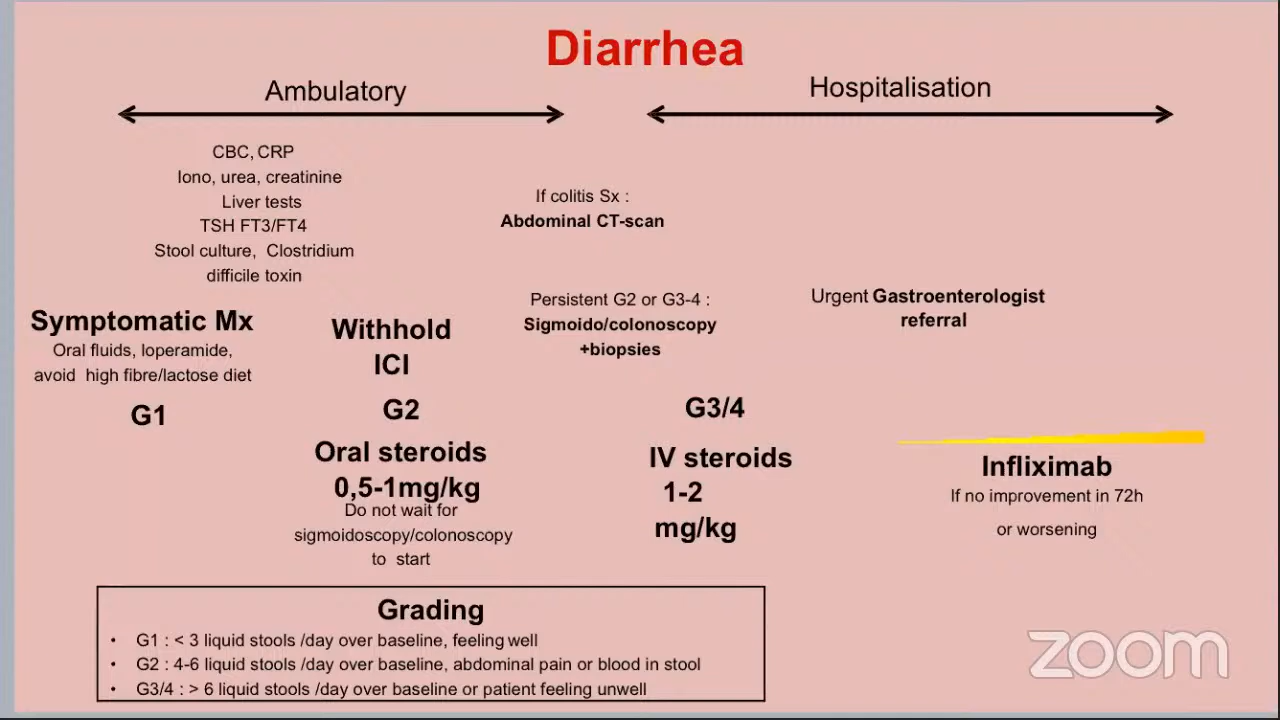 Diarrhea
Ambulatory
Hospitalisation
CBC, CRP
Iono, urea, creatinine
Liver tests
TSH FT3/FT4
Stool culture, Clostridium
difficile toxin
If colitis Sx :
Abdominal CT-scan
Persistent G2 or G3-4 :
Sigmoido/colonoscopy
+biopsies
Urgent Gastroenterologist
referral
Symptomatic Mx
Oral fluids, loperamide,
avoid high fibre/lactose diet
G1
Withhold
ICI
G2
Oral steroids
0,5-1mg/kg
Do not wait for
sigmoidoscopy/colonoscopy
to start
G3/4
IV steroids
1-2
mg/kg
Infliximab
If no improvement in 72h
or worsening
Grading
• G1 : < 3 liquid stools /day over baseline, feeling well
• G2 : 4-6 liquid stools /day over baseline, abdominal pain or blood in stool
• G3/4 : > 6 liquid stools /day over baseline or patient feeling unwell
zoom